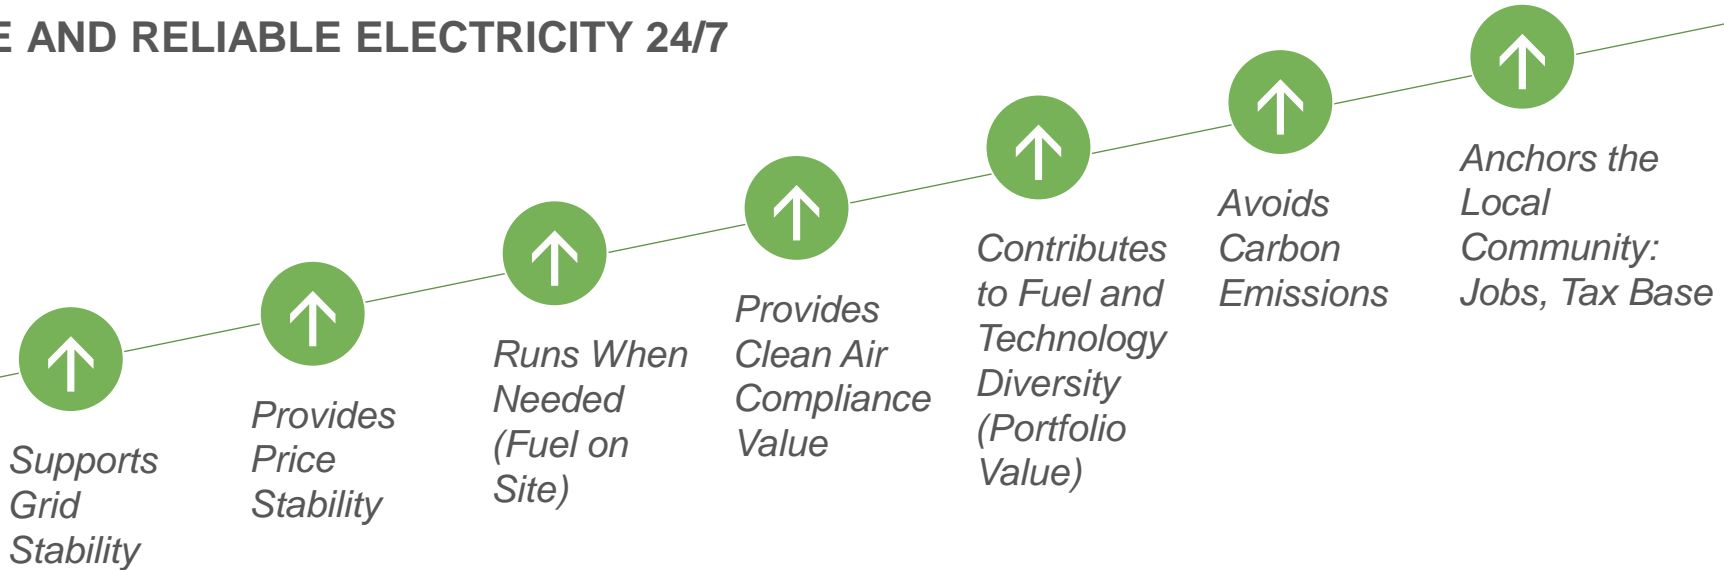 E AND RELIABLE ELECTRICITY 24/7
Supports
Grid
Stability
Provides
Price
Stability
Runs When
Needed
(Fuel on
Site)
Provides
Clean Air
Compliance
Value
Contributes
to Fuel and
Technology
Diversity
(Portfolio
Value)
Avoids
Carbon
Emissions
Anchors the
Local
Community:
Jobs, Tax Base